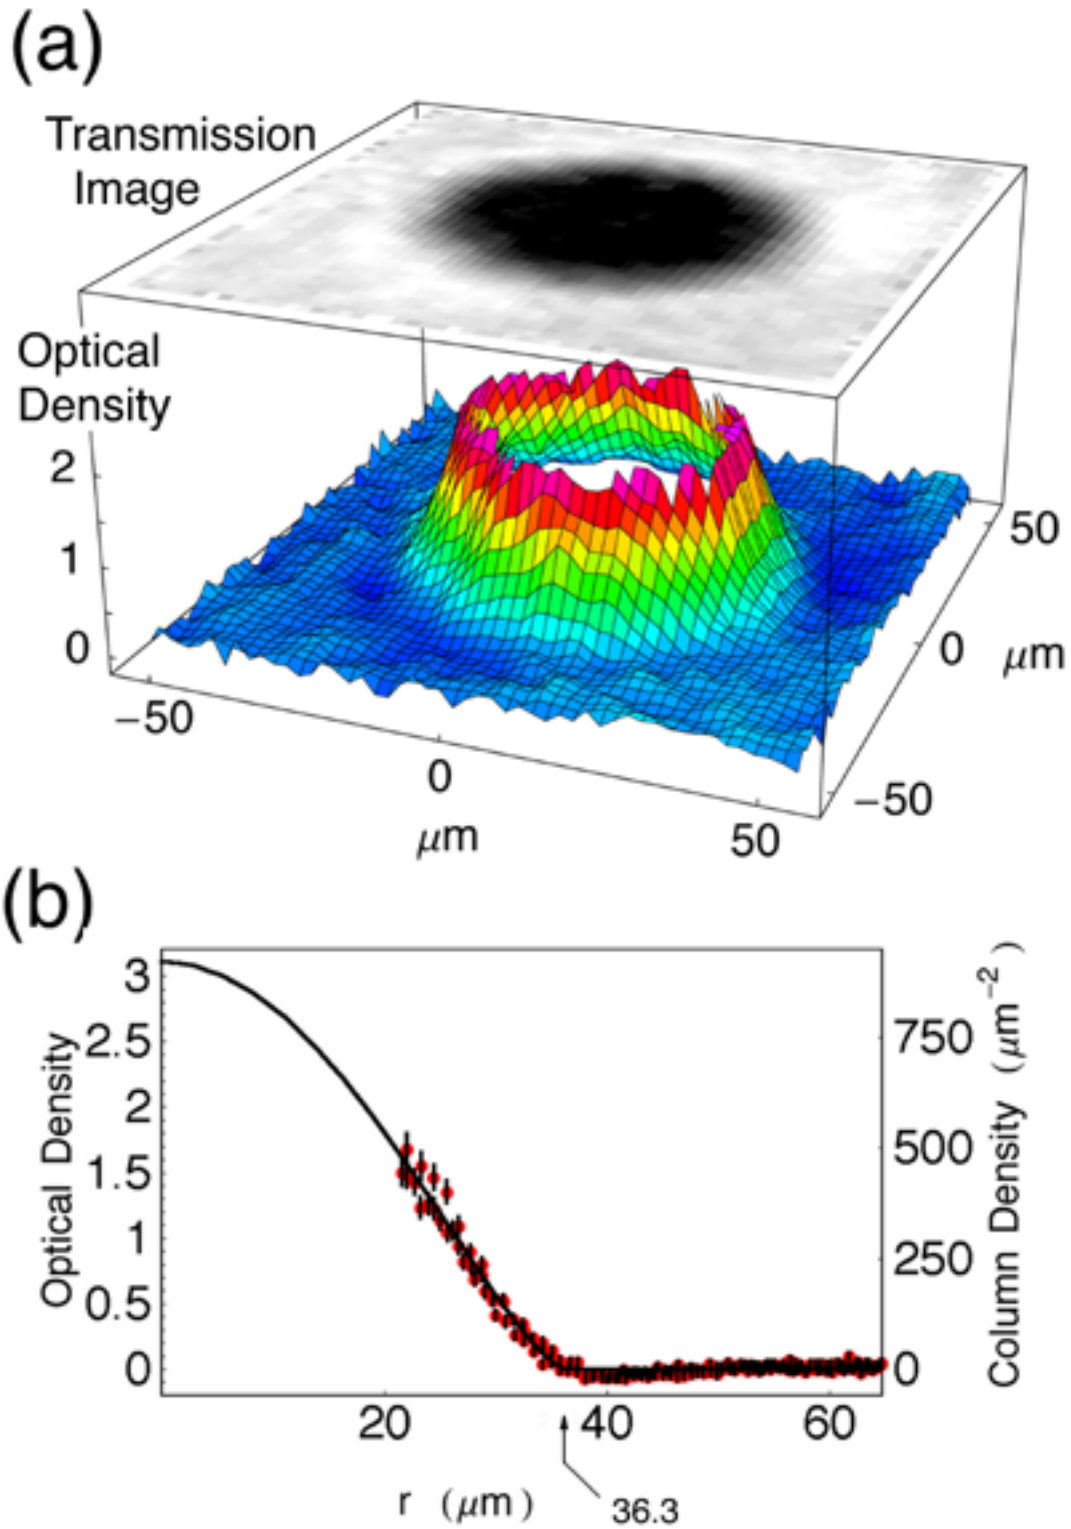 (a)
Transmission
Image
Optical
Density
2
1
0
−50
0
50
μm
50
0
μm
−50
(b)
Optical Density
3
2.5
2
1.5
1
0.5
0
750
500
250
0
Column Density (μm⁻²)
20
40
60
r (μm)
36.3